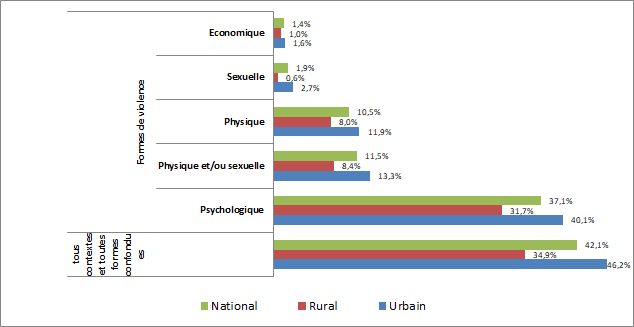 Formes de violence
Economique
1,4%
1,0%
1,6%
Sexuelle
1,9%
0,6%
2,7%
Physique
10,5%
8,0%
11,9%
Physique et/ou sexuelle
11,5%
8,4%
13,3%
Psychologique
37,1%
31,7%
40,1%
tous
contextes
et toutes
formes
confondu
es
42,1%
34,9%
46,2%
National
Rural
Urbain